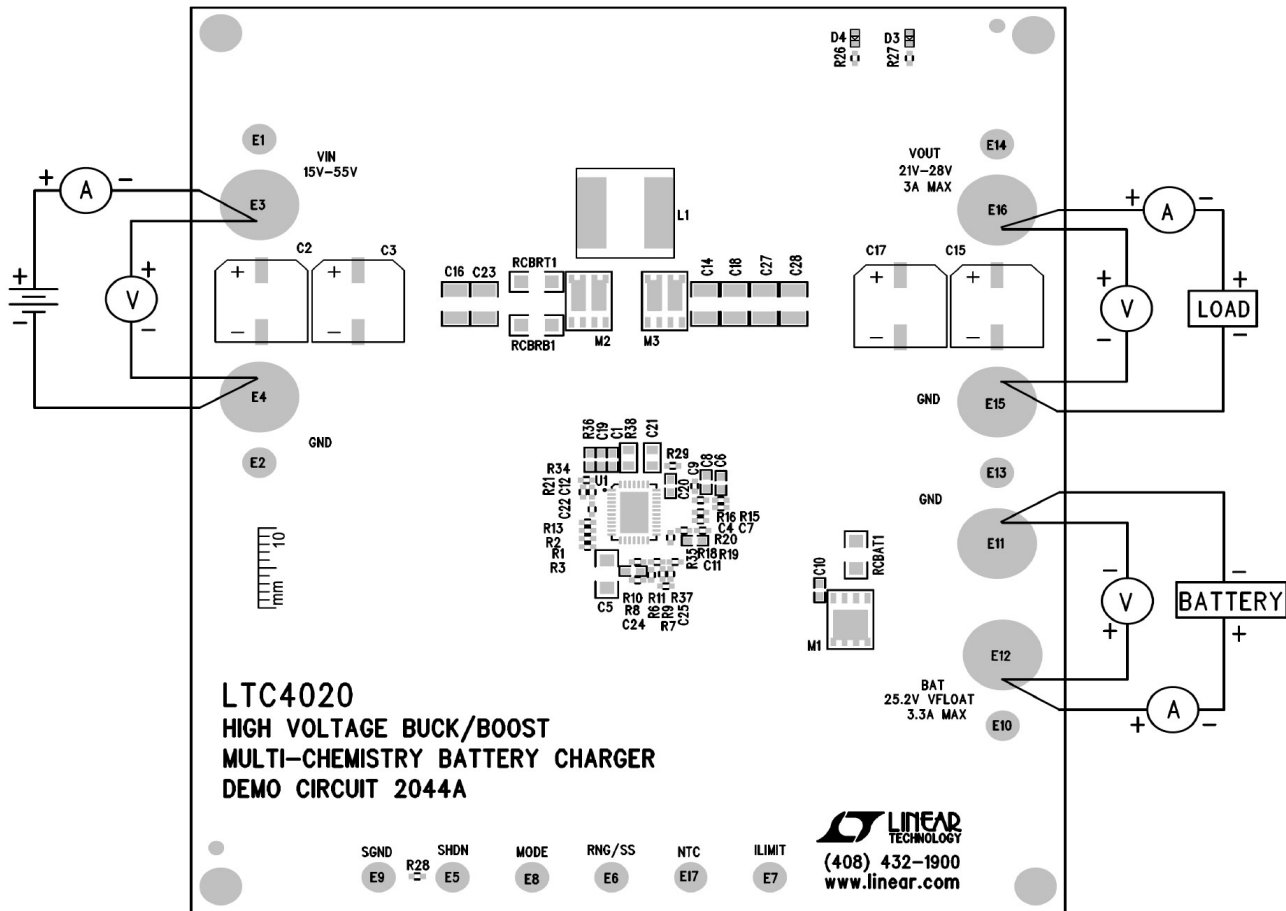 D4 D3
R26 R27
E1
VIN
15V-55V
E14
VOUT
21V-28V
3A MAX
+ A -
E3
E16
+ A -
L1
C2 C3
C17 C15
RCBRT1
C16 C23
C14 C18 C27 C28
+ V -
+ -
+ -
+ -
+ -
+ -
+ V -
+ LOAD -
RCBRB1
M2 M3
E4
E15
GND
GND
E2
E13
GND
R36 C19 C1 R38 C21
R29
C9 C8 C6
R34
U1
R21 C12
C20
C22
R16 R15
C4 C7
R13
R20
R2
R18 R19
R35
C11
R1
R3
C5
R10 R11 R37
R8 R6 R9 C25
C24 R7
10
mm
E11
RCBAT1
C10
M1
- V +
- BATTERY +
E12
BAT
25.2V VFLOAT
3.3A MAX
+ A -
E10
LTC4020
HIGH VOLTAGE BUCK/BOOST
MULTI-CHEMISTRY BATTERY CHARGER
DEMO CIRCUIT 2044A
LINEAR
TECHNOLOGY
(408) 432-1900
www.linear.com
SGND SHDN MODE RNG/SS NTC ILIMIT
R28
E9 E5 E8 E6 E17 E7